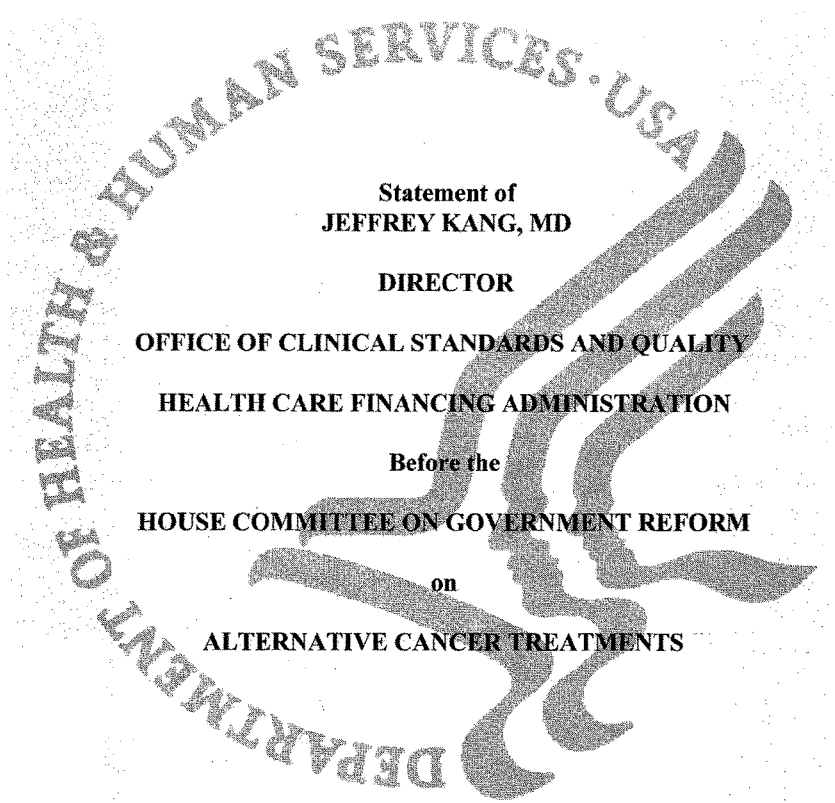 DEPARTMENT OF HEALTH & HUMAN SERVICES · USA
Statement of
JEFFREY KANG, MD
DIRECTOR
OFFICE OF CLINICAL STANDARDS AND QUALITY
HEALTH CARE FINANCING ADMINISTRATION
Before the
HOUSE COMMITTEE ON GOVERNMENT REFORM
on
ALTERNATIVE CANCER TREATMENTS